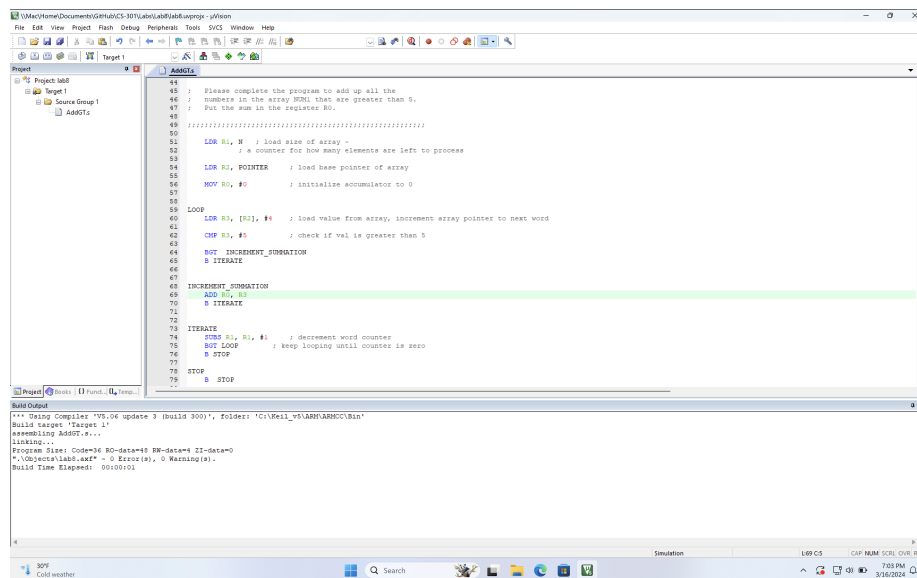 \\Mac\Home\Documents\GitHub\CS-301\Labs\Lab8\lab8.uvprojx - µVision
File Edit View Project Flash Debug Peripherals Tools SVCS Window Help
Target 1
Project
Project: lab8
Target 1
Source Group 1
AddGT.s
AddGT.s
44
45 ; Please complete the program to add up all the
46 ; numbers in the array NUM1 that are greater than 5.
47 ; Put the sum in the register R0.
48
49 ;;;;;;;;;;;;;;;;;;;;;;;;;;;;;;;;;;;;;;;;;;;;;;;;;;;;;;;;;;;;
50
51 LDR R1, N ; load size of array -
52 ; a counter for how many elements are left to process
53
54 LDR R2, POINTER ; load base pointer of array
55
56 MOV R0, #0 ; initialize accumulator to 0
57
58
59 LOOP
60 LDR R3, [R2], #4 ; load value from array, increment array pointer to next word
61
62 CMP R3, #5 ; check if val is greater than 5
63
64 BGT INCREMENT_SUMMATION
65 B ITERATE
66
67
68 INCREMENT_SUMMATION
69 ADD R0, R3
70 B ITERATE
71
72
73 ITERATE
74 SUBS R1, R1, #1 ; decrement word counter
75 BGT LOOP ; keep looping until counter is zero
76 B STOP
77
78 STOP
79 B STOP
Project Books {} Funct... Temp...
Build Output
*** Using Compiler 'V5.06 update 3 (build 300)', folder: 'C:\Keil_v5\ARM\ARMCC\Bin'
Build target 'Target 1'
assembling AddGT.s...
linking...
Program Size: Code=36 RO-data=48 RW-data=4 ZI-data=0
".\Objects\lab8.axf" - 0 Error(s), 0 Warning(s).
Build Time Elapsed: 00:00:01
Simulation L:69 C:5 CAP NUM SCRL OVR R
30°F
Cold weather
Search
7:03 PM
3/16/2024